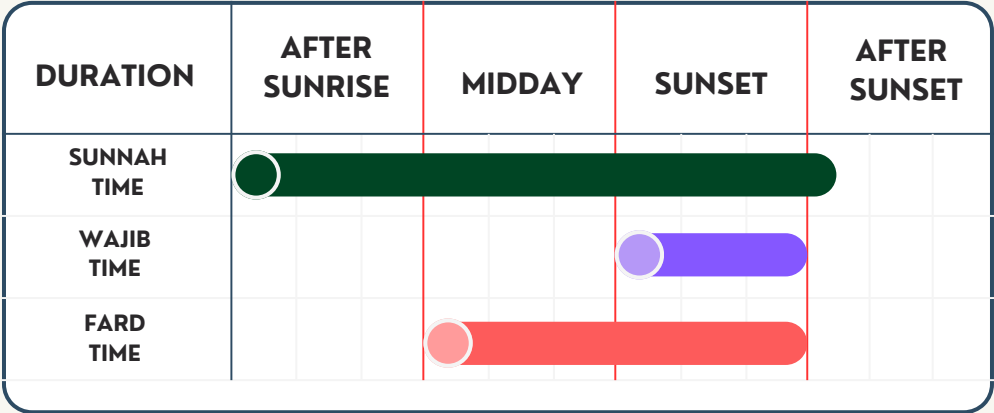 DURATION
AFTER
SUNRISE
MIDDAY
SUNSET
AFTER
SUNSET
SUNNAH
TIME
WAJIB
TIME
FARD
TIME